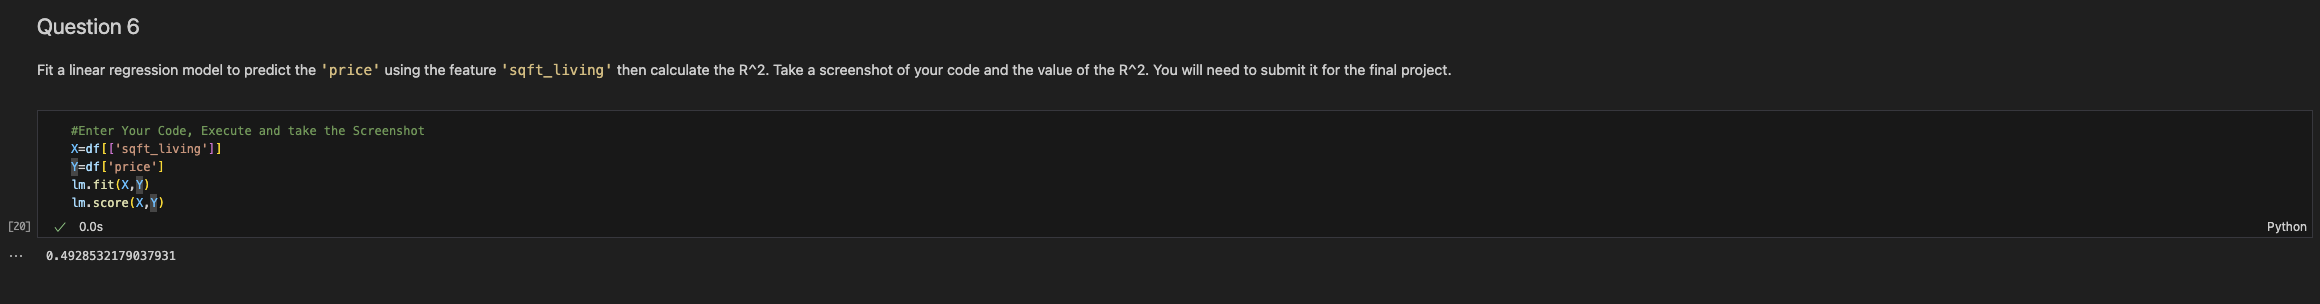 Question 6
Fit a linear regression model to predict the 'price' using the feature 'sqft_living' then calculate the R^2. Take a screenshot of your code and the value of the R^2. You will need to submit it for the final project.
#Enter Your Code, Execute and take the Screenshot
X=df[['sqft_living']]
Y=df['price']
lm.fit(X,Y)
lm.score(X,Y)
[20] ✓ 0.0s Python
... 0.4928532179037931